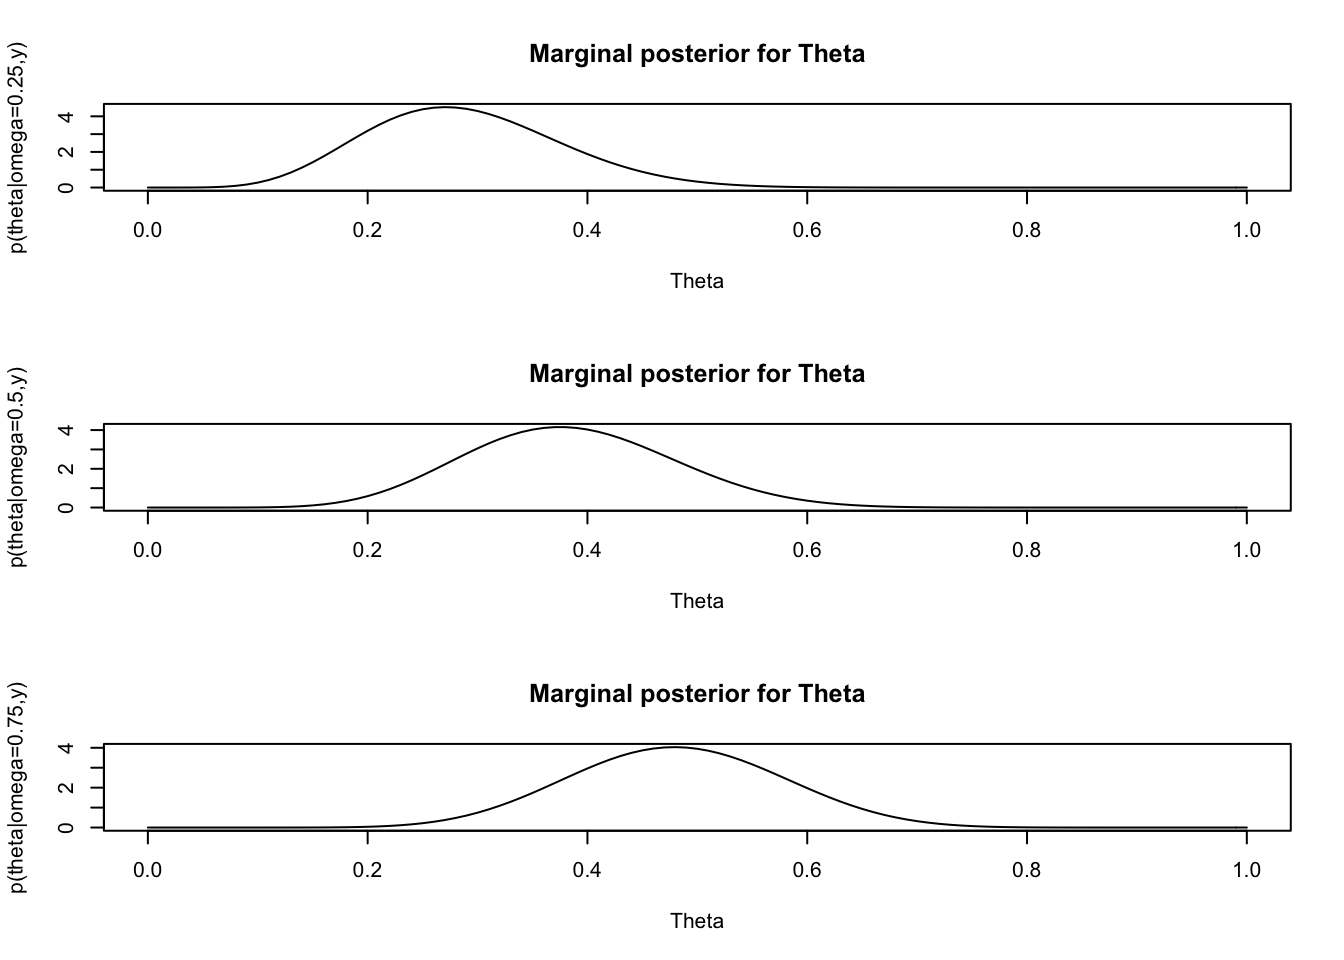 Marginal posterior for Theta
p(theta|omega=0.25,y)
4
2
0
0.0 0.2 0.4 0.6 0.8 1.0
Theta
Marginal posterior for Theta
p(theta|omega=0.5,y)
4
2
0
0.0 0.2 0.4 0.6 0.8 1.0
Theta
Marginal posterior for Theta
p(theta|omega=0.75,y)
4
2
0
0.0 0.2 0.4 0.6 0.8 1.0
Theta